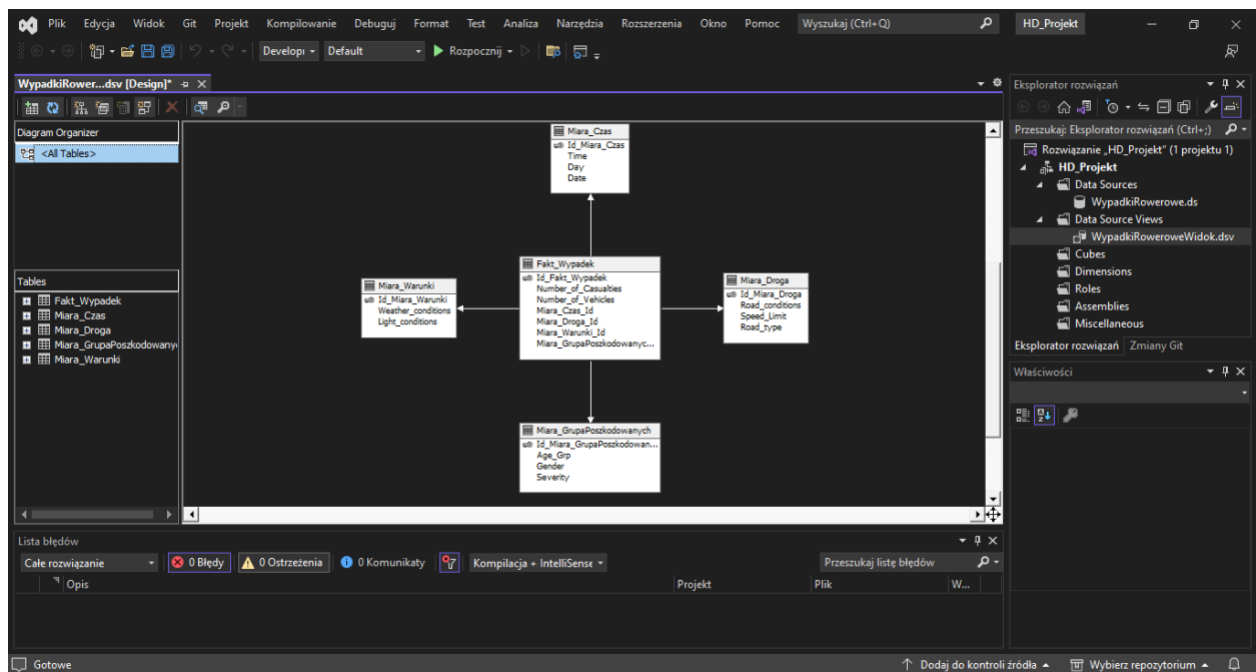 Plik Edycja Widok Git Projekt Kompilowanie Debuguj Format Test Analiza Narzędzia Rozszerzenia Okno Pomoc Wyszukaj (Ctrl+Q) HD_Projekt
Developi Default Rozpocznij
WypadkiRower...dsv [Design]*
Diagram Organizer
<All Tables>
Tables
Fakt_Wypadek
Miara_Czas
Miara_Droga
Miara_GrupaPoszkodowany
Miara_Warunki
Miara_Czas
Id_Miara_Czas
Time
Day
Date
Miara_Warunki
Id_Miara_Warunki
Weather_conditions
Light_conditions
Fakt_Wypadek
Id_Fakt_Wypadek
Number_of_Casualties
Number_of_Vehicles
Miara_Czas_Id
Miara_Droga_Id
Miara_Warunki_Id
Miara_GrupaPoszkodowanyc...
Miara_Droga
Id_Miara_Droga
Road_conditions
Speed_Limit
Road_type
Miara_GrupaPoszkodowanych
Id_Miara_GrupaPoszkodowan...
Age_Grp
Gender
Severity
Eksplorator rozwiązań
Przeszukaj: Eksplorator rozwiązań (Ctrl+;)
Rozwiązanie „HD_Projekt" (1 projektu 1)
HD_Projekt
Data Sources
WypadkiRowerowe.ds
Data Source Views
WypadkiRoweroweWidok.dsv
Cubes
Dimensions
Roles
Assemblies
Miscellaneous
Eksplorator rozwiązań Zmiany Git
Właściwości
Lista błędów
Całe rozwiązanie 0 Błędy 0 Ostrzeżenia 0 Komunikaty Kompilacja + IntelliSense Przeszukaj listę błędów
Opis Projekt Plik W...
Gotowe Dodaj do kontroli źródła Wybierz repozytorium